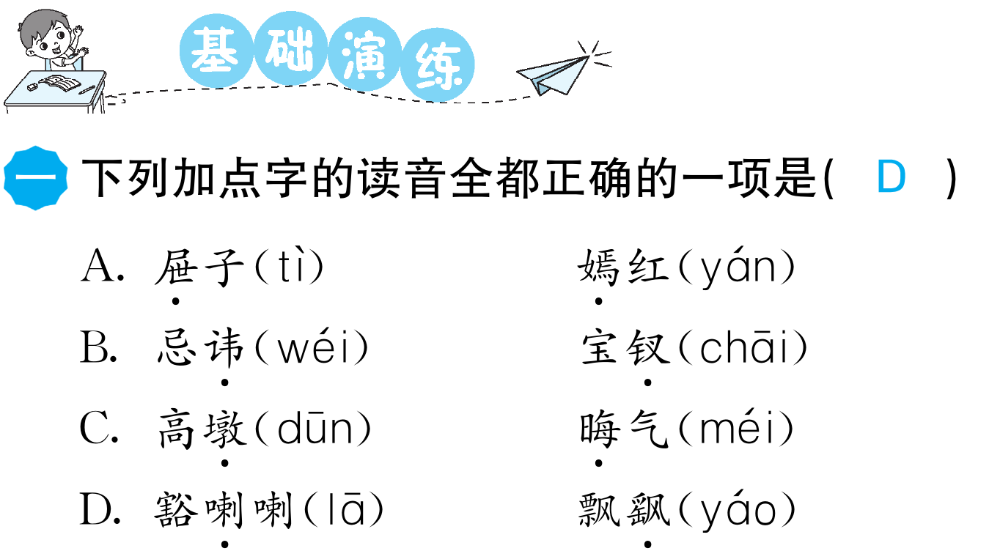 基础演练
一 下列加点字的读音全都正确的一项是( D )
A. 屉子(tì) 嫣红(yán)
B. 忌讳(wéi) 宝钗(chāi)
C. 高墩(dūn) 晦气(méi)
D. 豁喇喇(lā) 飘飖(yáo)